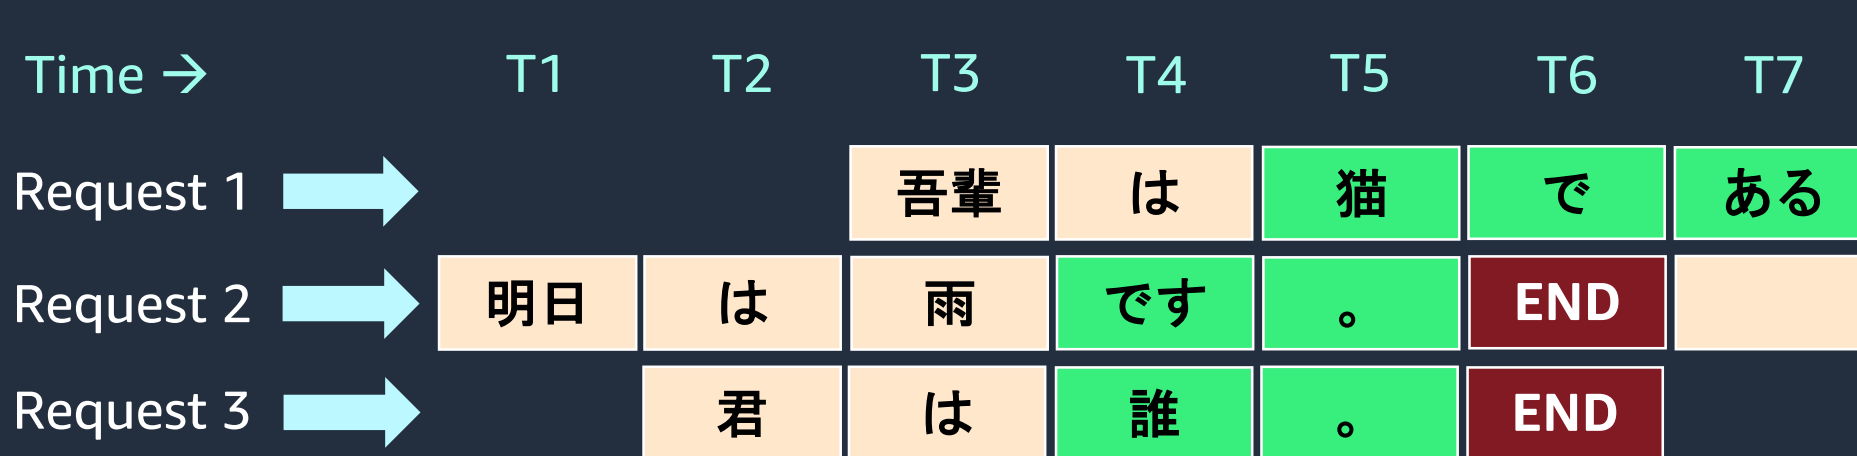 Time → T1 T2 T3 T4 T5 T6 T7
Request 1 吾輩 は 猫 で ある
Request 2 明日 は 雨 です 。 END
Request 3 君 は 誰 。 END